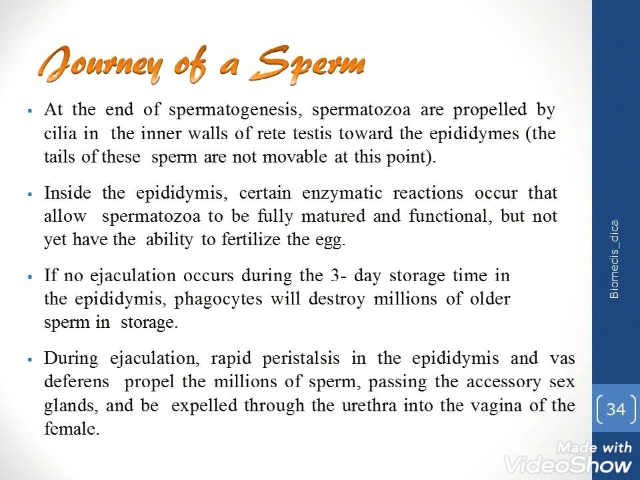 Journey of a Sperm
At the end of spermatogenesis, spermatozoa are propelled by
cilia in the inner walls of rete testis toward the epididymes (the
tails of these sperm are not movable at this point).
Inside the epididymis, certain enzymatic reactions occur that
allow spermatozoa to be fully matured and functional, but not
yet have the ability to fertilize the egg.
If no ejaculation occurs during the 3- day storage time in
the epididymis, phagocytes will destroy millions of older
sperm in storage.
During ejaculation, rapid peristalsis in the epididymis and vas
deferens propel the millions of sperm, passing the accessory sex
glands, and be expelled through the urethra into the vagina of the
female.
Biomecis_dica
34
Made with
VideoShow